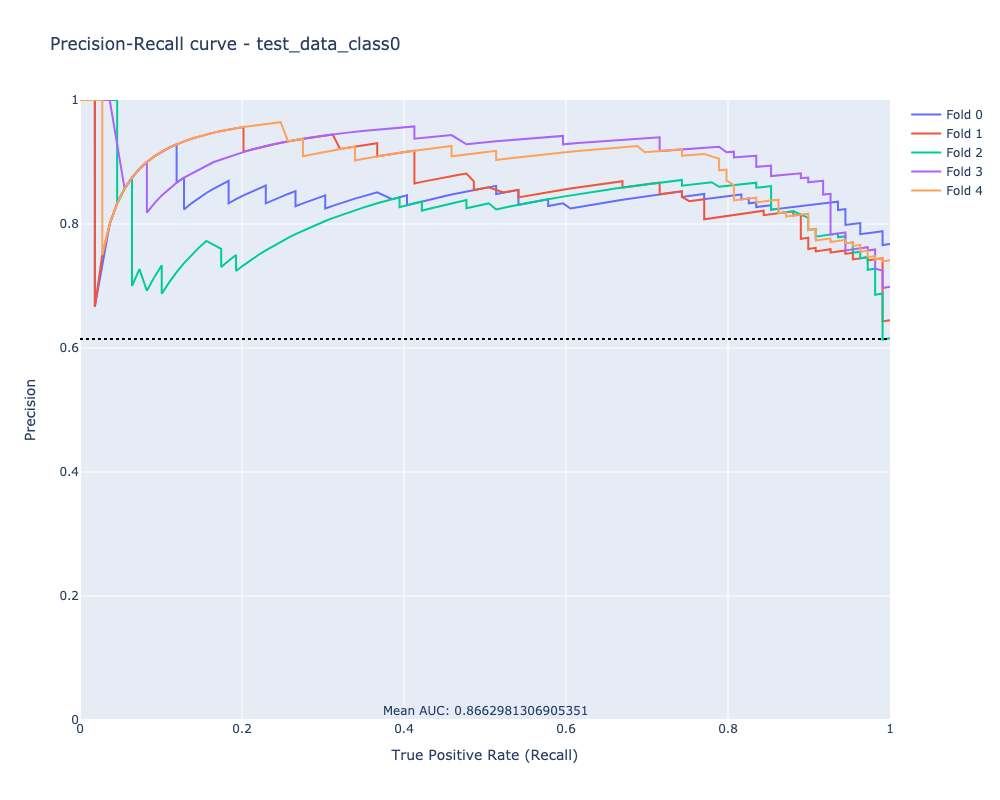 Precision-Recall curve - test_data_class0
Fold 0
Fold 1
Fold 2
Fold 3
Fold 4
1
0.8
0.6
0.4
0.2
0
Precision
Mean AUC: 0.8662981306905351
0
0.2
0.4
0.6
0.8
1
True Positive Rate (Recall)